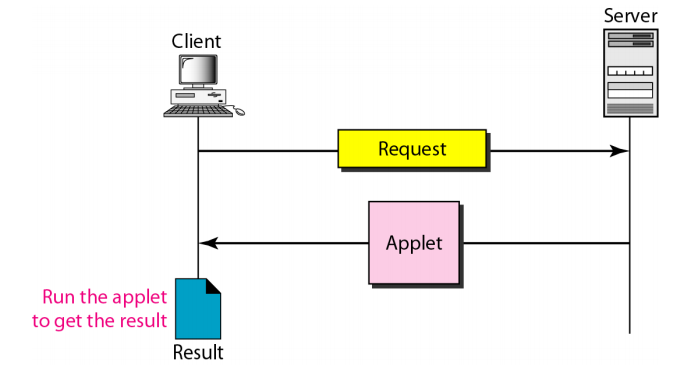 Server
Client
Request
Applet
Run the applet
to get the result
Result